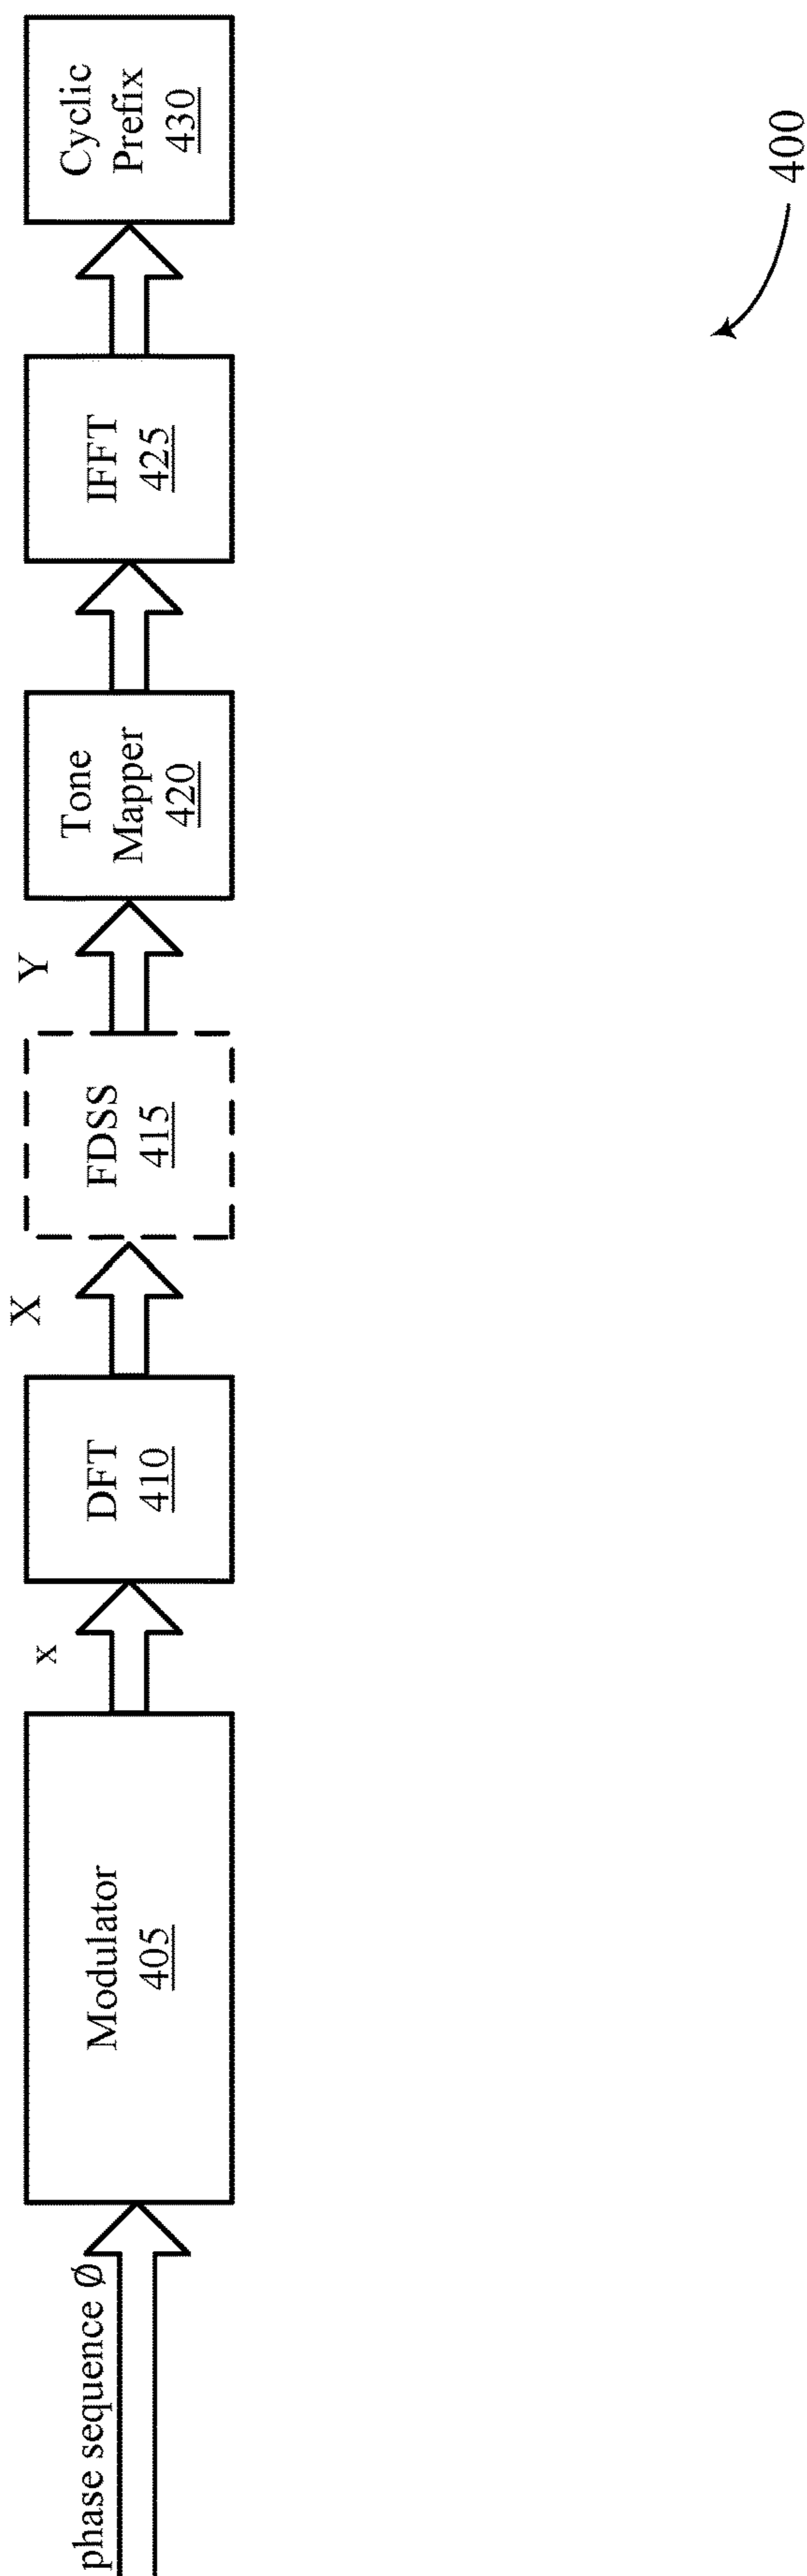 phase sequence Ø
Modulator
405
x
DFT
410
X
FDSS
415
Y
Tone
Mapper
420
IFFT
425
Cyclic
Prefix
430
400